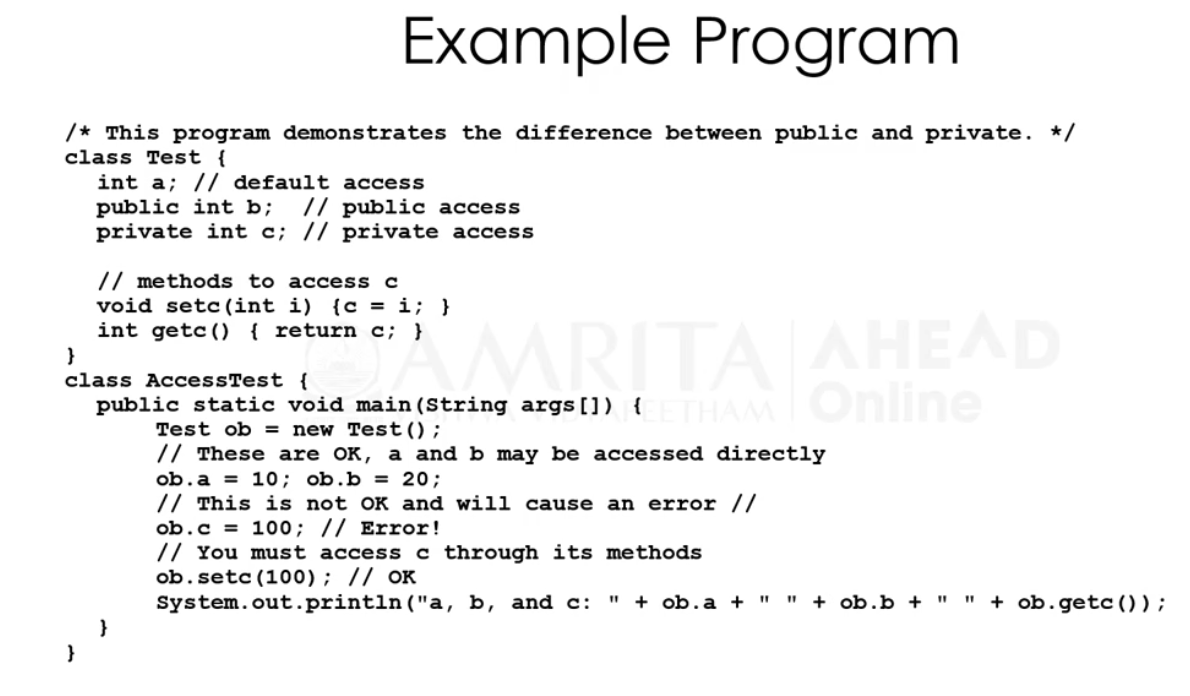 Example Program
/* This program demonstrates the difference between public and private. */
class Test {
int a; // default access
public int b;  // public access
private int c; // private access
// methods to access c
void setc(int i) {c = i; }
int getc() { return c; }
}
class AccessTest {
public static void main(String args[]) {
Test ob = new Test();
// These are OK, a and b may be accessed directly
ob.a = 10; ob.b = 20;
// This is not OK and will cause an error //
ob.c = 100; // Error!
// You must access c through its methods
ob.setc(100); // OK
System.out.println("a, b, and c: " + ob.a + " " + ob.b + " " + ob.getc());
}
}
AMRITA
AHEAD
Online